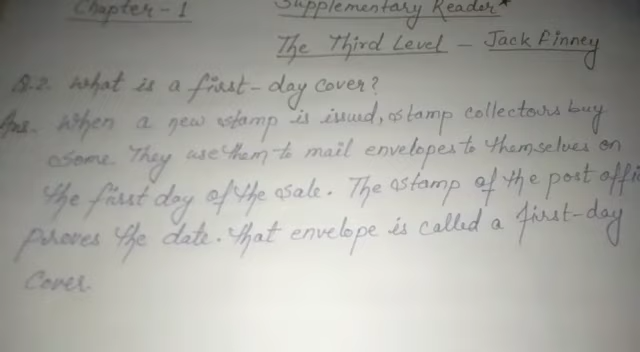 Chapter - 1
Supplementary Reader*
The Third Level - Jack Finney
Q.2. What is a first-day cover?
Ans. When a new stamp is issued, stamp collectours buy
some. They use them to mail envelopes to themselves on
the first day of the sale. The stamp of the post offi
proves the date. that envelope is called a first-day
cover.